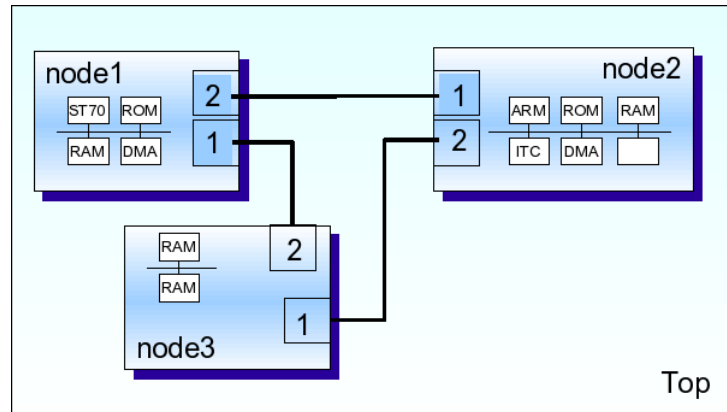 node1
2
1
ST70 ROM
RAM DMA
node2
1
2
ARM ROM RAM
ITC DMA
2
RAM
RAM
1
node3
Top